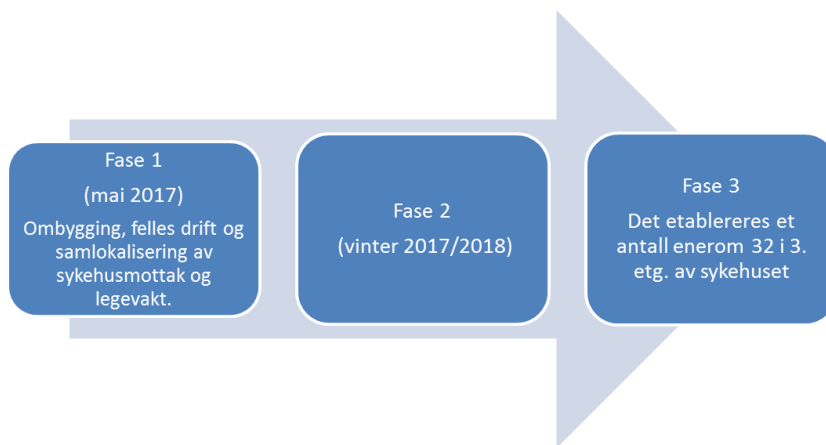 Fase 1
(mai 2017)
Ombygging, felles drift og
samlokalisering av
sykehusmottak og
legevakt.
Fase 2
(vinter 2017/2018)
Fase 3
Det etablereres et
antall enerom 32 i 3.
etg. av sykehuset